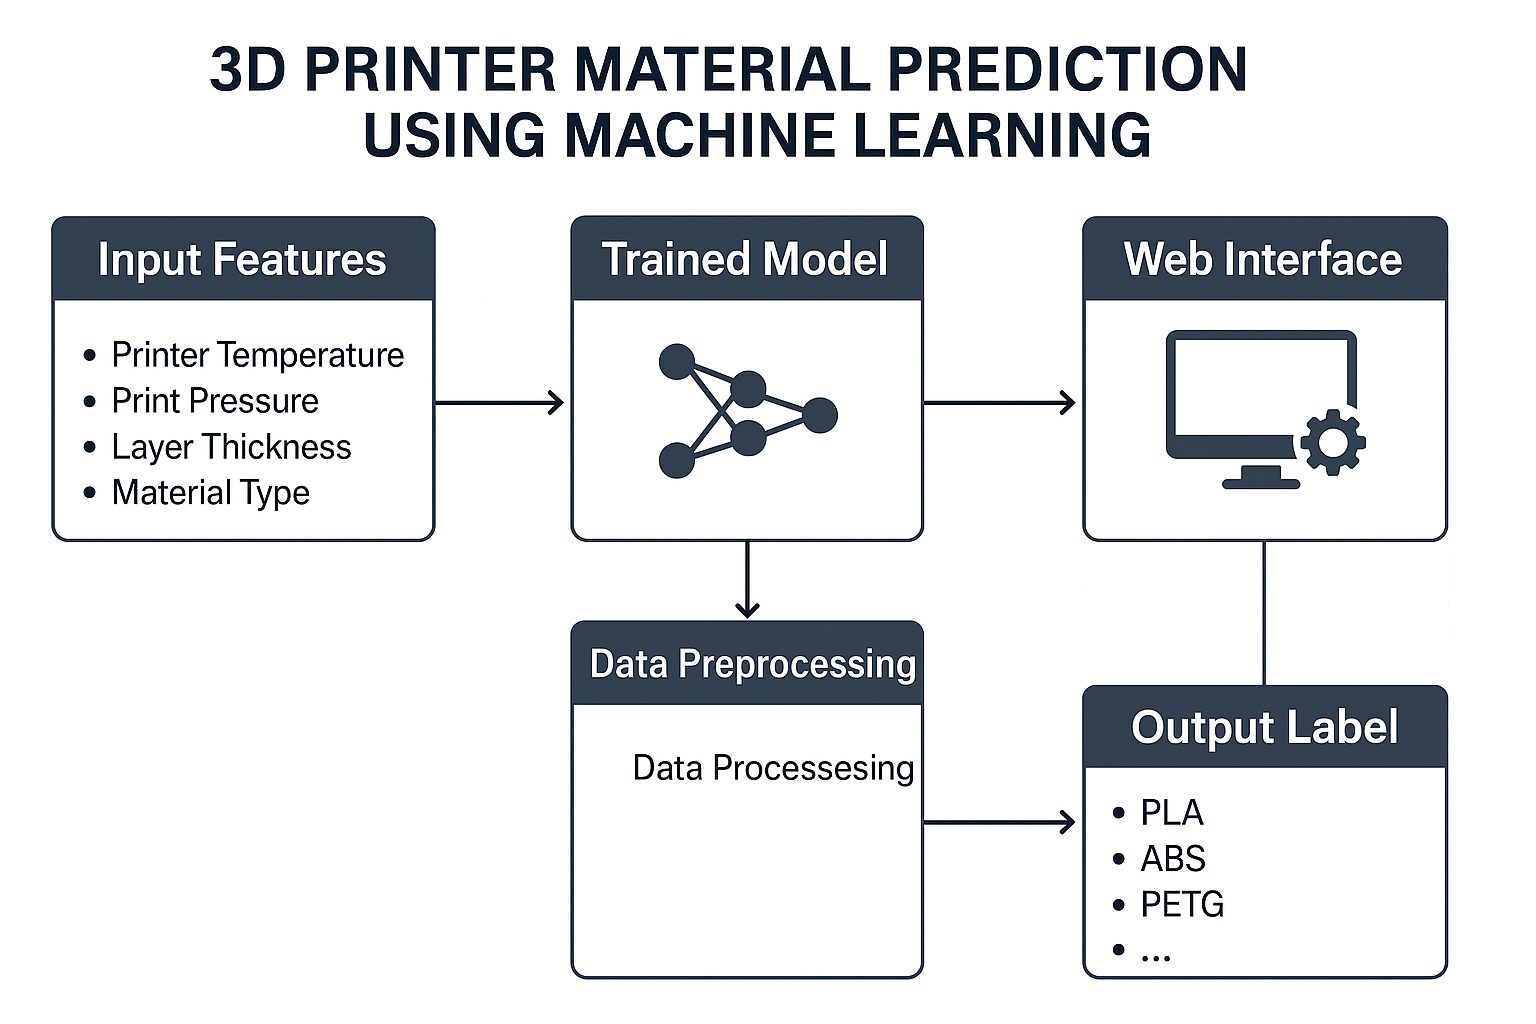 3D PRINTER MATERIAL PREDICTION
USING MACHINE LEARNING
Input Features
• Printer Temperature
• Print Pressure
• Layer Thickness
• Material Type
Trained Model
Web Interface
Data Preprocessing
Data Processesing
Output Label
• PLA
• ABS
• PETG
• ...